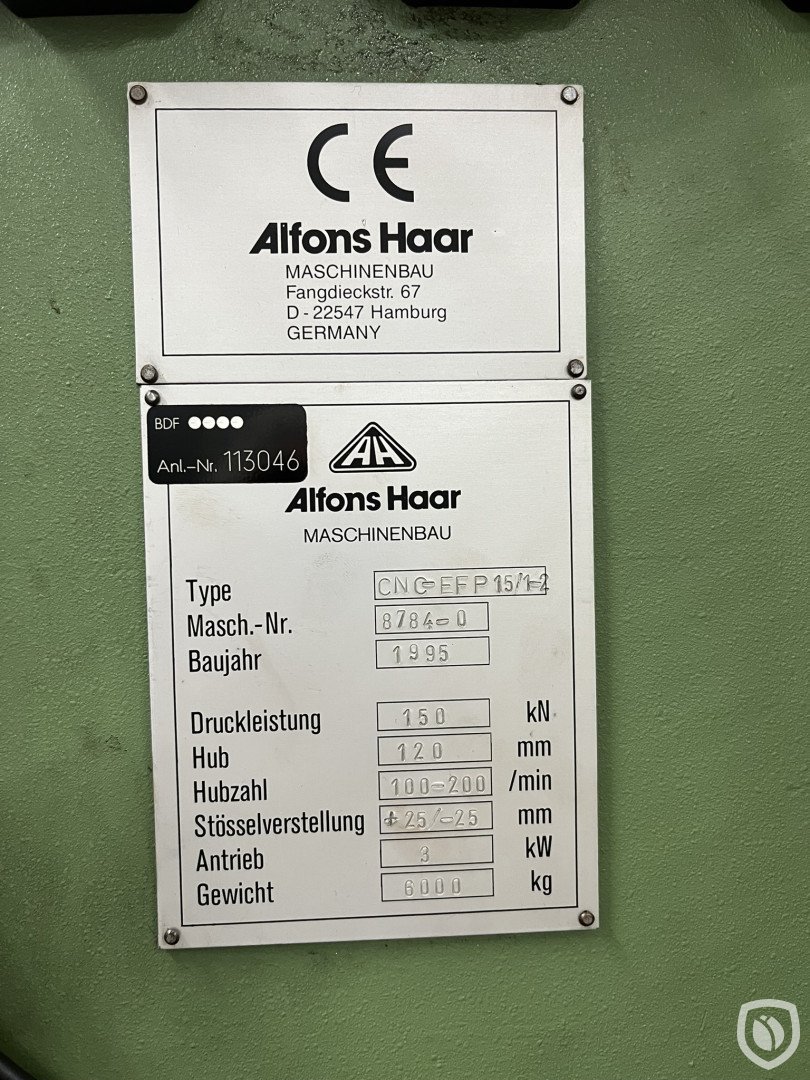 CE
Alfons Haar
MASCHINENBAU
Fangdieckstr. 67
D - 22547 Hamburg
GERMANY
BDF ●●●●
Anl.-Nr. 113046
AH
Alfons Haar
MASCHINENBAU
Type CNC-EFP 15/1-2
Masch.-Nr. 8784-0
Baujahr 1995
Druckleistung 150 kN
Hub 120 mm
Hubzahl 100-200 /min
Stösselverstellung +25/-25 mm
Antrieb 3 kW
Gewicht 6000 kg